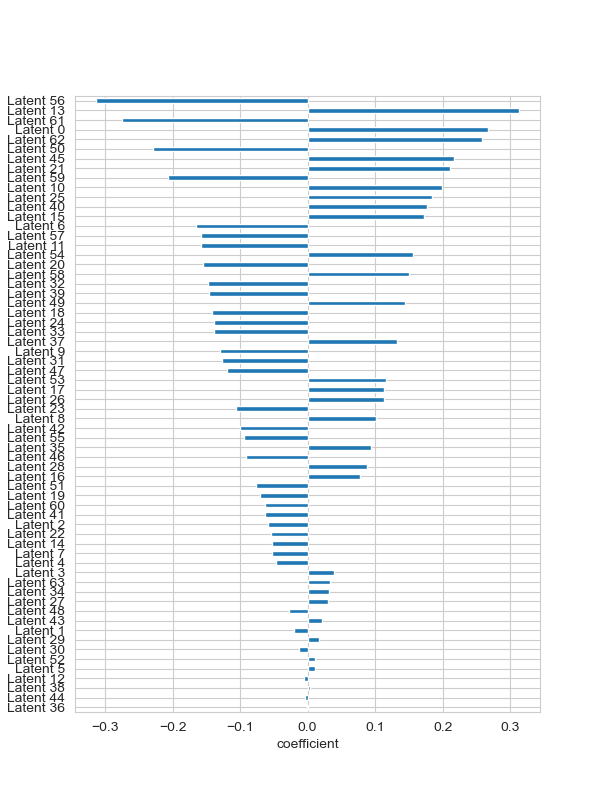 Latent 56
Latent 13
Latent 61
Latent 0
Latent 62
Latent 50
Latent 45
Latent 21
Latent 59
Latent 10
Latent 25
Latent 40
Latent 15
Latent 6
Latent 57
Latent 11
Latent 54
Latent 20
Latent 58
Latent 32
Latent 39
Latent 49
Latent 18
Latent 24
Latent 33
Latent 37
Latent 9
Latent 31
Latent 47
Latent 53
Latent 17
Latent 26
Latent 23
Latent 8
Latent 42
Latent 55
Latent 35
Latent 46
Latent 28
Latent 16
Latent 51
Latent 19
Latent 60
Latent 41
Latent 2
Latent 22
Latent 14
Latent 7
Latent 4
Latent 3
Latent 63
Latent 34
Latent 27
Latent 48
Latent 43
Latent 1
Latent 29
Latent 30
Latent 52
Latent 5
Latent 12
Latent 38
Latent 44
Latent 36
−0.3 −0.2 −0.1 0.0 0.1 0.2 0.3
coefficient